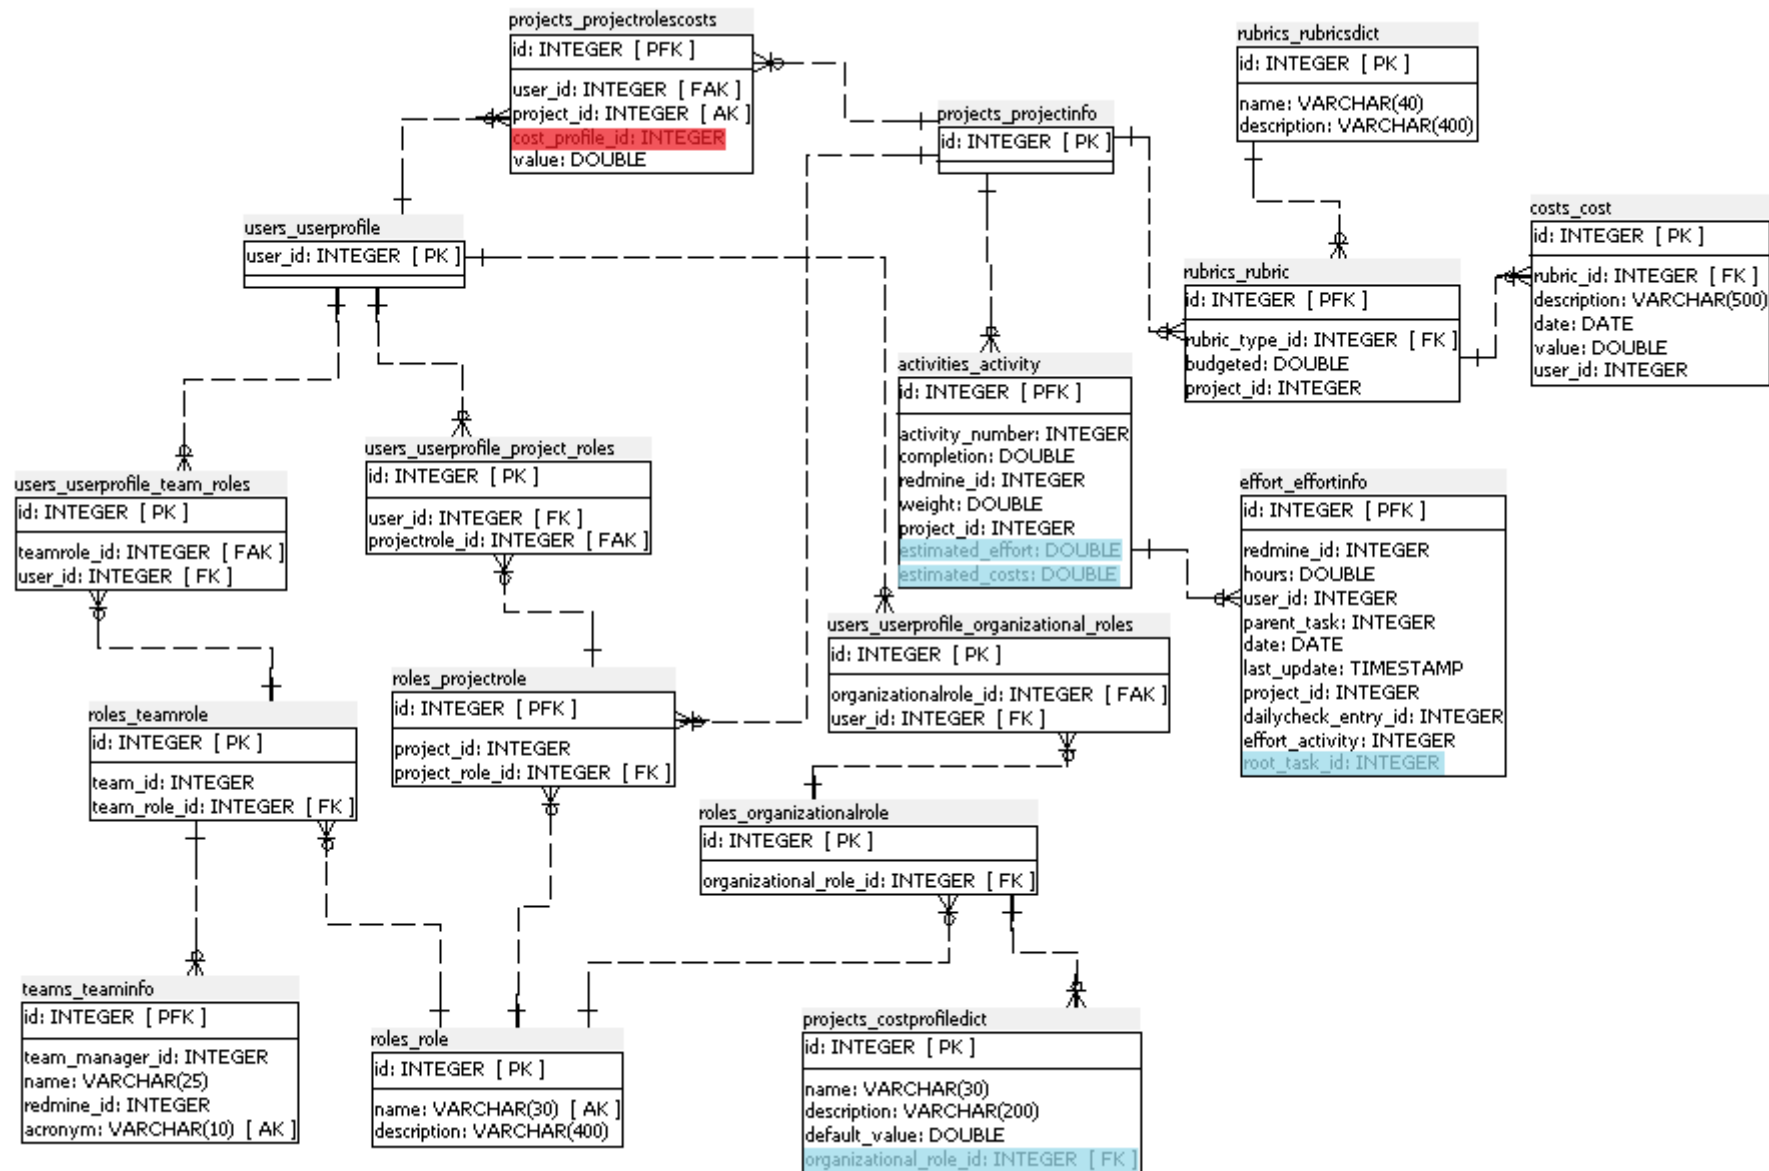 projects_projectrolescosts
id: INTEGER [ PFK ]
user_id: INTEGER [ FAK ]
project_id: INTEGER [ AK ]
cost_profile_id: INTEGER
value: DOUBLE
rubrics_rubricsdict
id: INTEGER [ PK ]
name: VARCHAR(40)
description: VARCHAR(400)
projects_projectinfo
id: INTEGER [ PK ]
users_userprofile
user_id: INTEGER [ PK ]
costs_cost
id: INTEGER [ PK ]
rubric_id: INTEGER [ FK ]
description: VARCHAR(500)
date: DATE
value: DOUBLE
user_id: INTEGER
rubrics_rubric
id: INTEGER [ PFK ]
rubric_type_id: INTEGER [ FK ]
budgeted: DOUBLE
project_id: INTEGER
activities_activity
id: INTEGER [ PFK ]
activity_number: INTEGER
completion: DOUBLE
redmine_id: INTEGER
weight: DOUBLE
project_id: INTEGER
estimated_effort: DOUBLE
estimated_costs: DOUBLE
users_userprofile_project_roles
id: INTEGER [ PK ]
user_id: INTEGER [ FK ]
projectrole_id: INTEGER [ FAK ]
users_userprofile_team_roles
id: INTEGER [ PK ]
teamrole_id: INTEGER [ FAK ]
user_id: INTEGER [ FK ]
effort_effortinfo
id: INTEGER [ PFK ]
redmine_id: INTEGER
hours: DOUBLE
user_id: INTEGER
parent_task: INTEGER
date: DATE
last_update: TIMESTAMP
project_id: INTEGER
dailycheck_entry_id: INTEGER
effort_activity: INTEGER
root_task_id: INTEGER
users_userprofile_organizational_roles
id: INTEGER [ PK ]
organizationalrole_id: INTEGER [ FAK ]
user_id: INTEGER [ FK ]
roles_projectrole
id: INTEGER [ PFK ]
project_id: INTEGER
project_role_id: INTEGER [ FK ]
roles_teamrole
id: INTEGER [ PK ]
team_id: INTEGER
team_role_id: INTEGER [ FK ]
roles_organizationalrole
id: INTEGER [ PK ]
organizational_role_id: INTEGER [ FK ]
teams_teaminfo
id: INTEGER [ PFK ]
team_manager_id: INTEGER
name: VARCHAR(25)
redmine_id: INTEGER
acronym: VARCHAR(10) [ AK ]
roles_role
id: INTEGER [ PK ]
name: VARCHAR(30) [ AK ]
description: VARCHAR(400)
projects_costprofiledict
id: INTEGER [ PK ]
name: VARCHAR(30)
description: VARCHAR(200)
default_value: DOUBLE
organizational_role_id: INTEGER [ FK ]